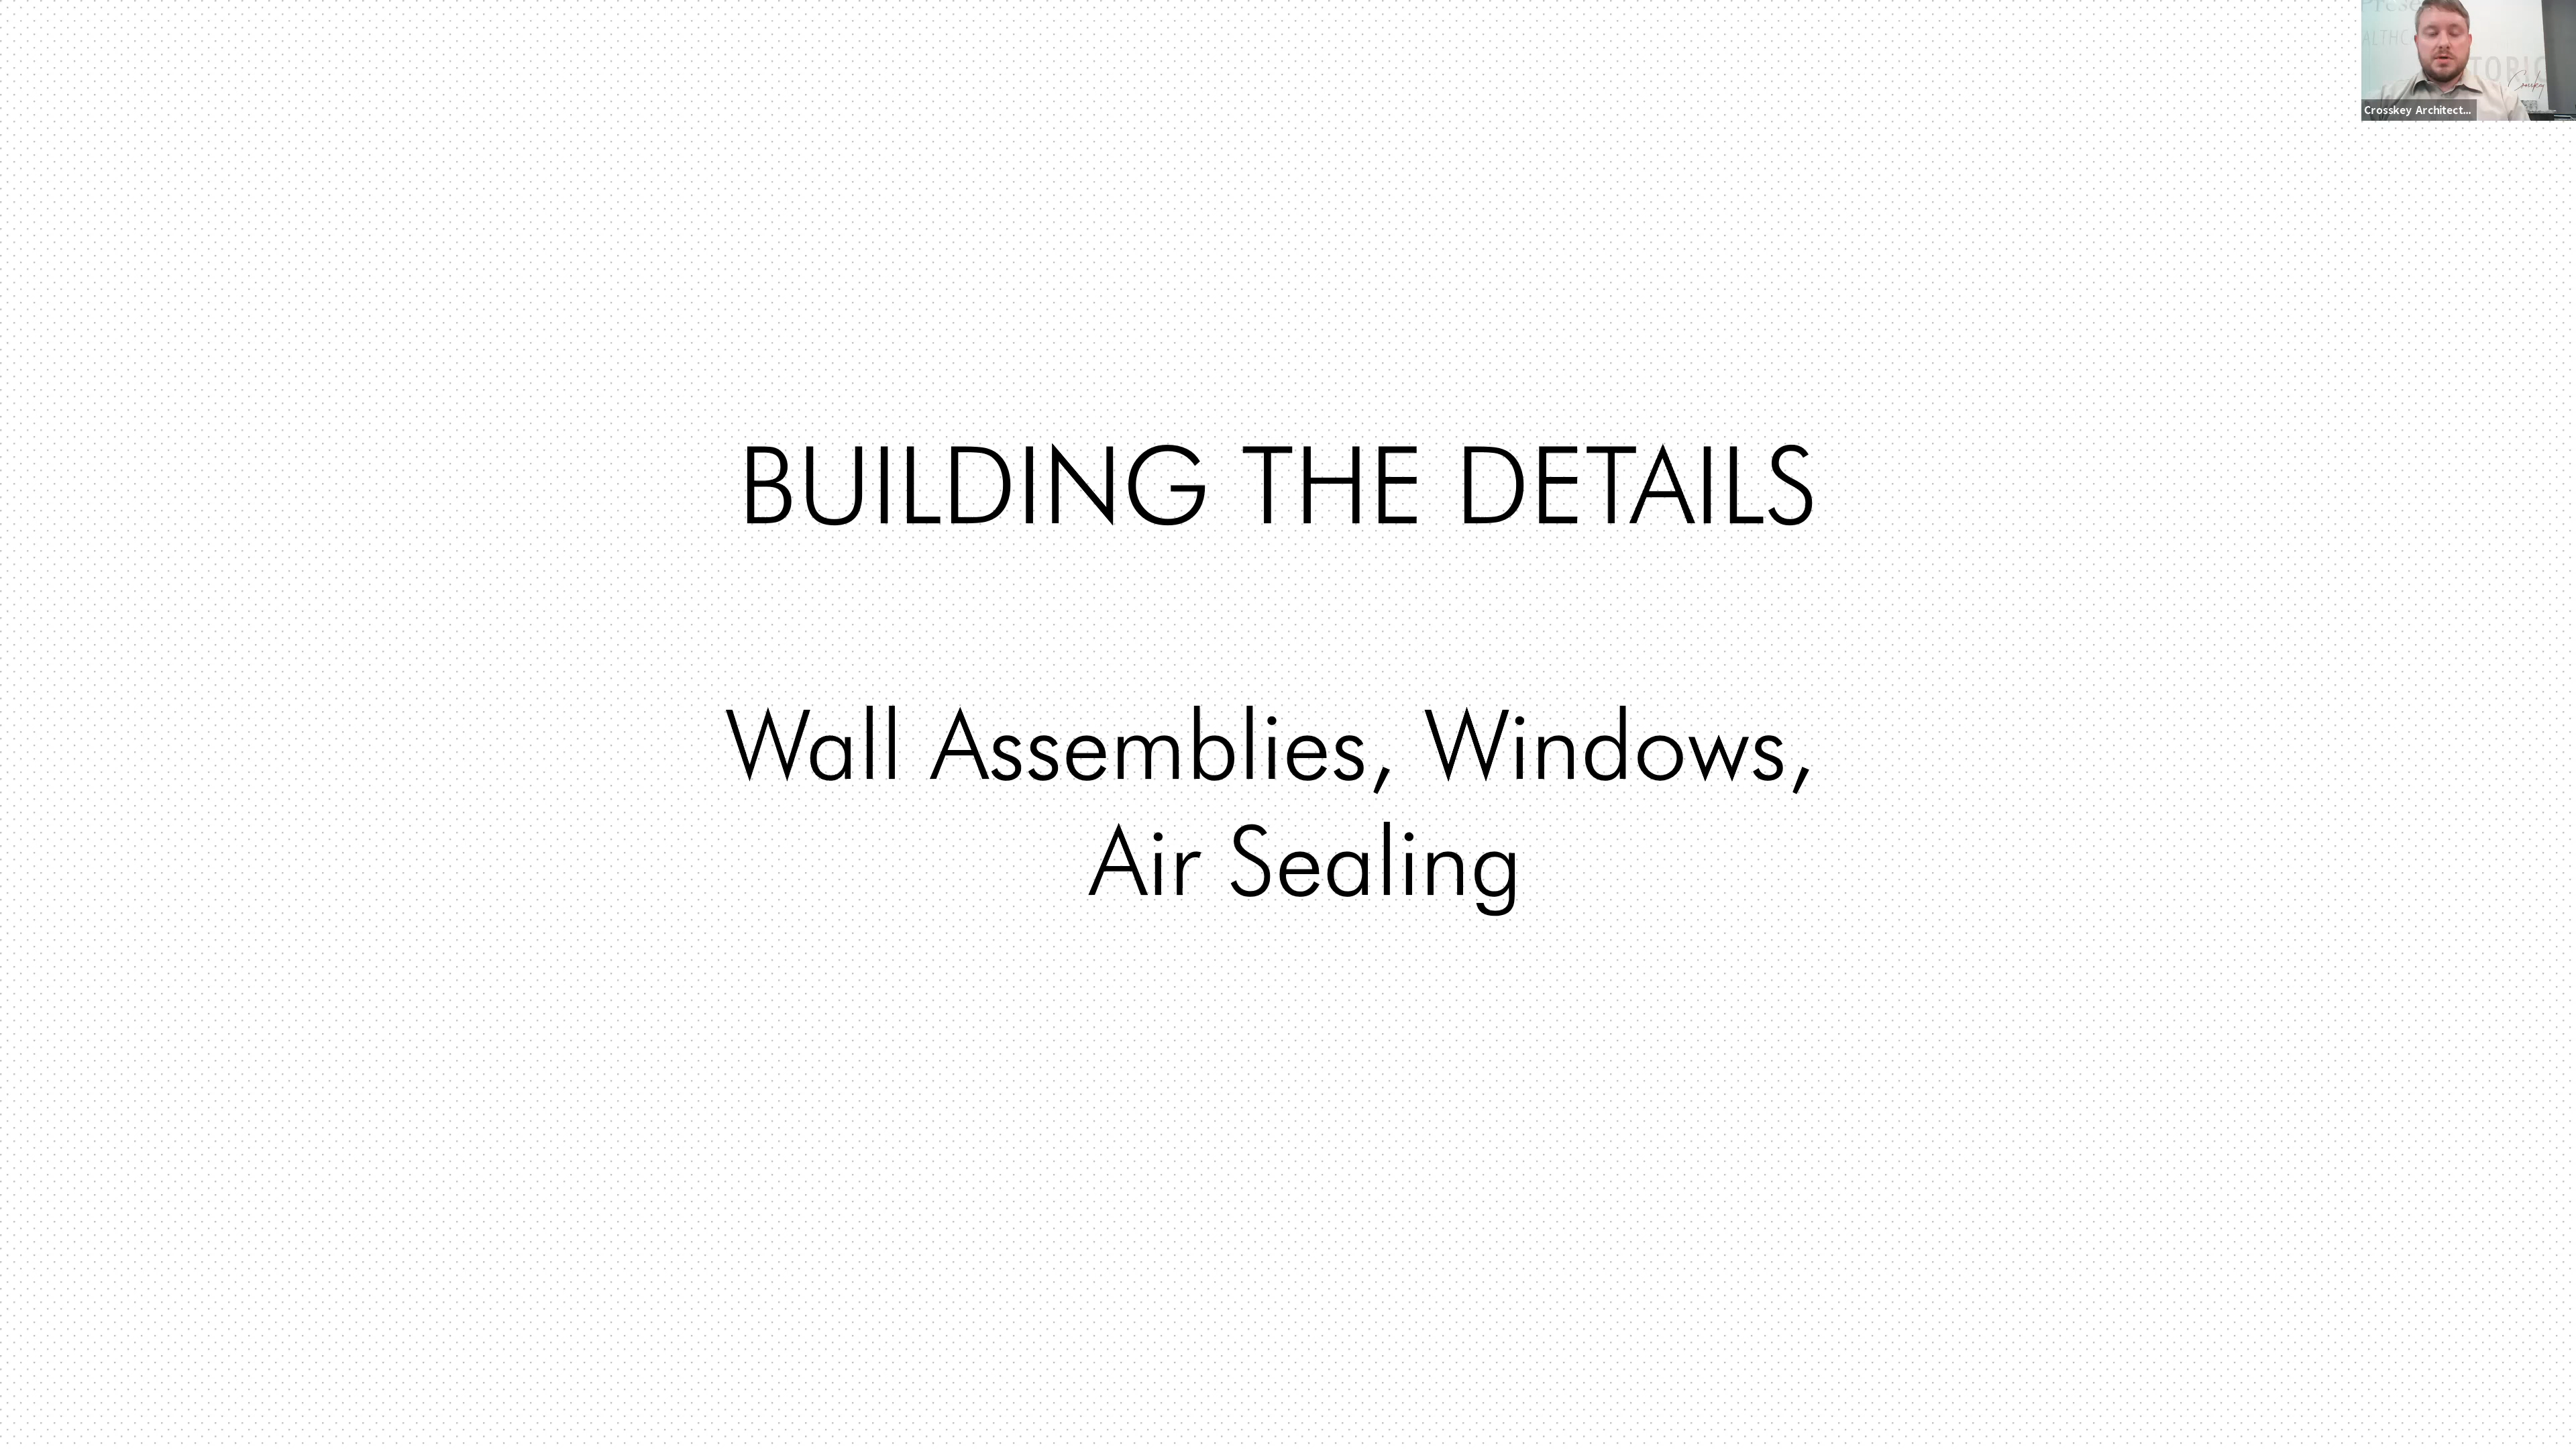 BUILDING THE DETAILS
Wall Assemblies, Windows,
Air Sealing
Crosskey Architect...